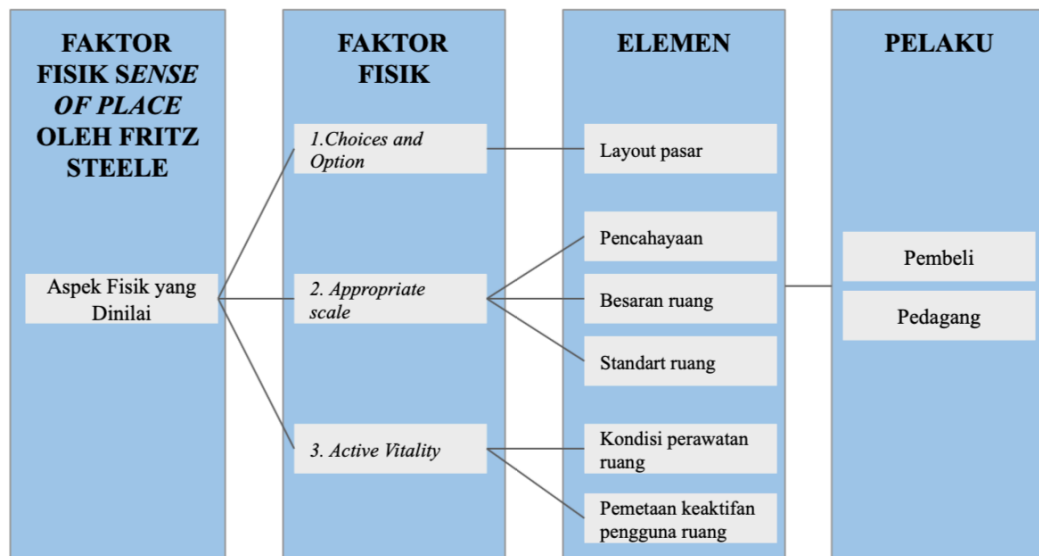 FAKTOR
FISIK SENSE
OF PLACE
OLEH FRITZ
STEELE
Aspek Fisik yang
Dinilai
FAKTOR
FISIK
1.Choices and
Option
2. Appropriate
scale
3. Active Vitality
ELEMEN
Layout pasar
Pencahayaan
Besaran ruang
Standart ruang
Kondisi perawatan
ruang
Pemetaan keaktifan
pengguna ruang
PELAKU
Pembeli
Pedagang